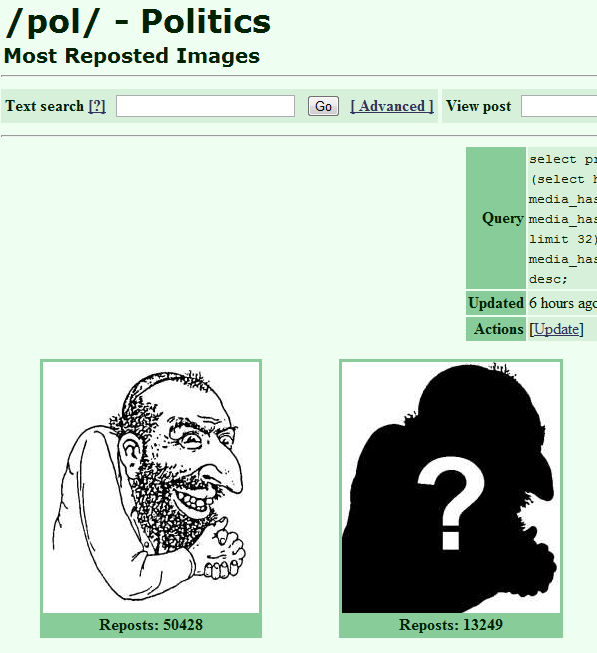 /pol/ - Politics
Most Reposted Images
Text search [?] Go [ Advanced ] View post
Query
select pr
(select h
media_has
media_has
limit 32)
media_has
desc;
Updated 6 hours ago
Actions [Update]
?
Reposts: 50428 Reposts: 13249